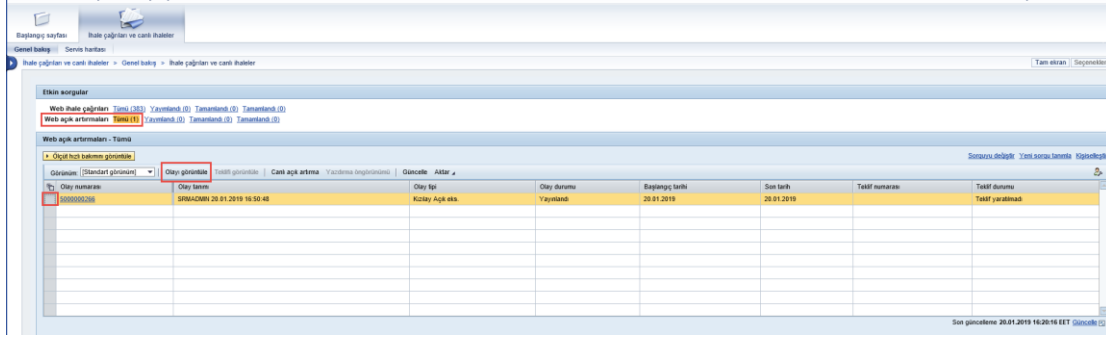 Başlangıç sayfası İhale çağrıları ve canlı ihaleler
Genel bakış Servis haritası
İhale çağrıları ve canlı ihaleler > Genel bakış > İhale çağrıları ve canlı ihaleler Tam ekran Seçenekler
Etkin sorgular
Web ihale çağrıları Tümü (383) Yayınlandı (0) Tamamlandı (0) Tamamlandı (0)
Web açık artırmaları Tümü (1) Yayınlandı (0) Tamamlandı (0) Tamamlandı (0)
Web açık artırmaları - Tümü
Ölçüt hızlı bakımını görüntüle Sorguyu değiştir Yeni sorgu tanımla Kişiselleşti
Görünüm: [Standart görünüm] Olayı görüntüle Teklifi görüntüle Canlı açık artırma Yazdırma öngörünümü Güncelle Aktar
Olay numarası Olay tanımı Olay tipi Olay durumu Başlangıç tarihi Son tarih Teklif numarası Teklif durumu
5000000266 SRMADMIN 20.01.2019 16:50:48 Kızılay Açık eks. Yayınlandı 20.01.2019 20.01.2019 Teklif yaratılmadı
Son güncelleme 20.01.2019 16:20:16 EET Güncelle